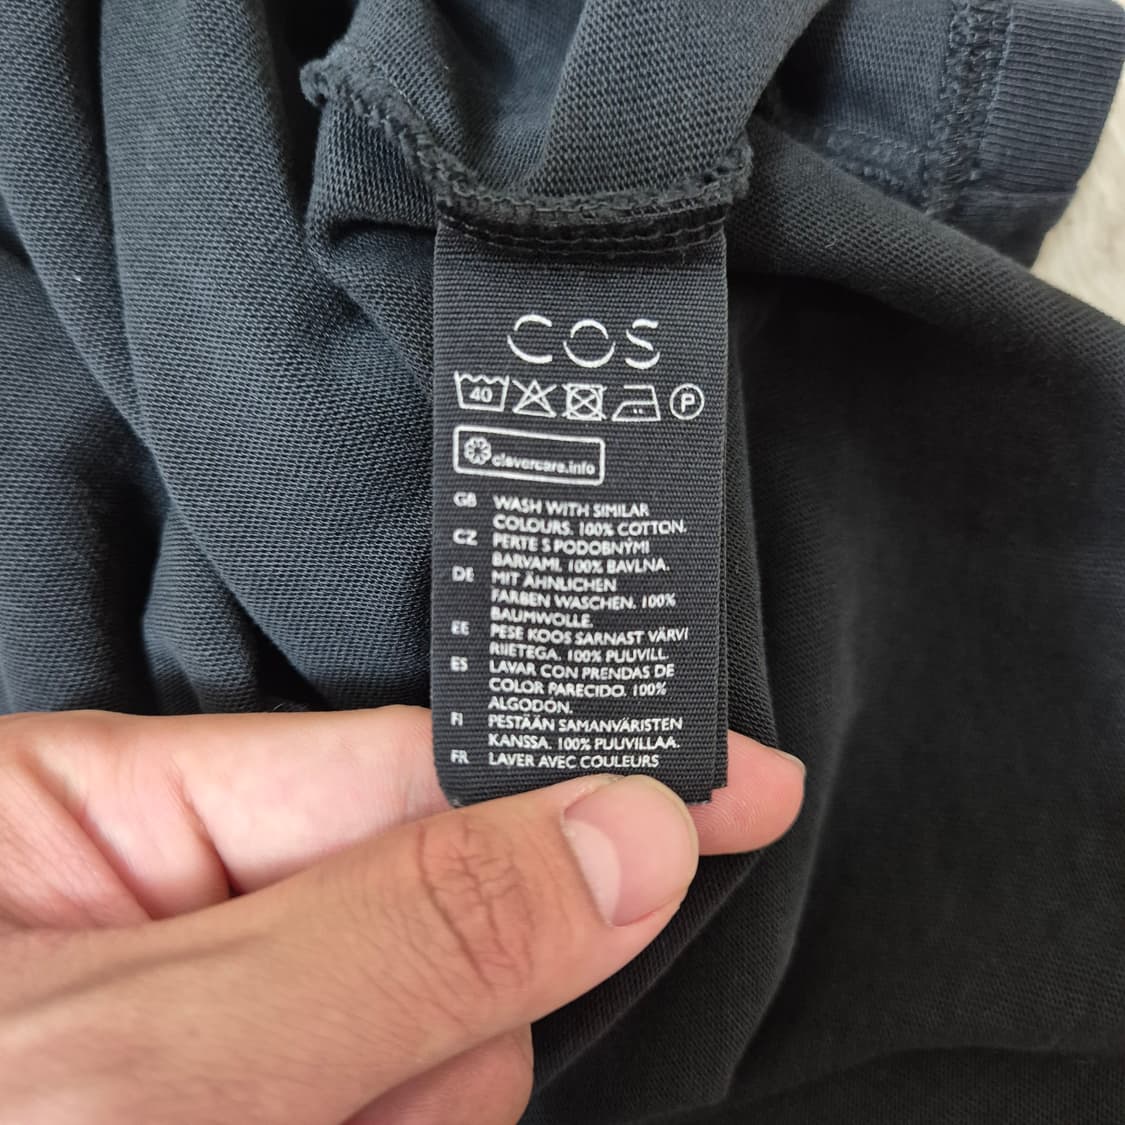 COS
40 P
clevercare.info
GB WASH WITH SIMILAR
COLOURS. 100% COTTON.
CZ PERTE S PODOBNÝMI
BARVAMI. 100% BAVLNA.
DE MIT ÄHNLICHEN
FARBEN WASCHEN. 100%
BAUMWOLLE.
EE PESE KOOS SARNAST VÄRVI
RIIETEGA. 100% PUUVILL.
ES LAVAR CON PRENDAS DE
COLOR PARECIDO. 100%
ALGODÓN.
FI PESTÄÄN SAMANVÄRISTEN
KANSSA. 100% PUUVILLAA.
FR LAVER AVEC COULEURS